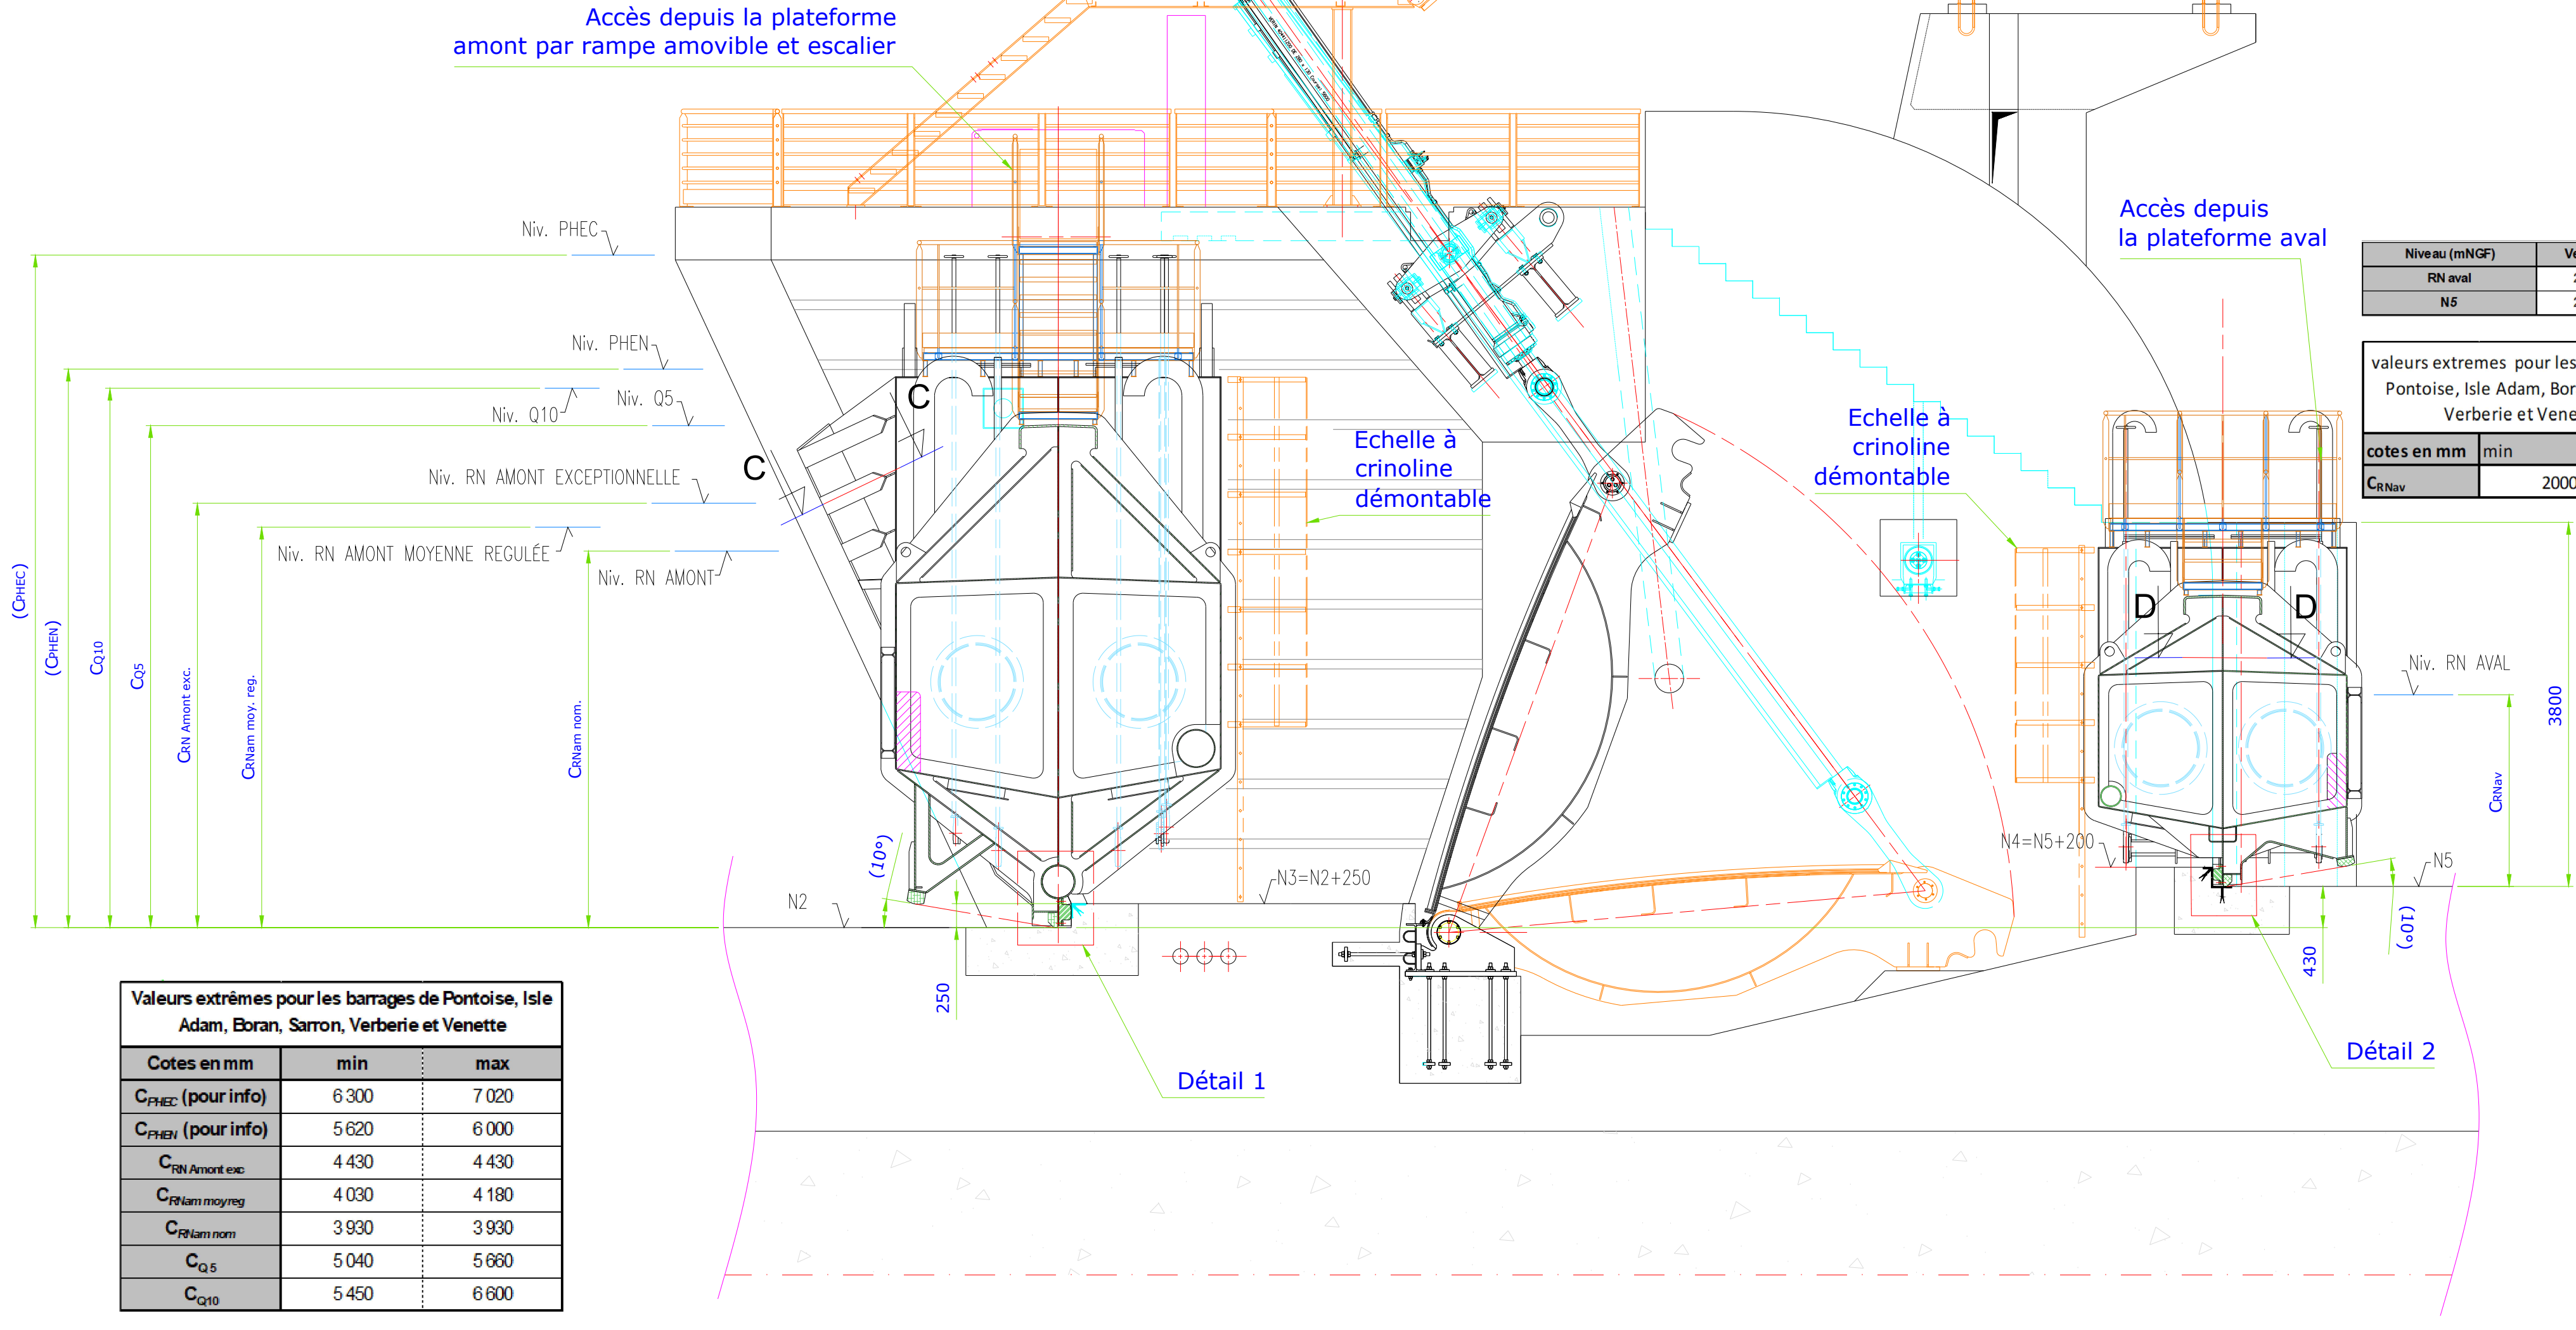 Accès depuis la plateforme
amont par rampe amovible et escalier
Niv. PHEC
Niv. PHEN
Niv. Q10
Niv. Q5
Niv. RN AMONT EXCEPTIONNELLE
Niv. RN AMONT MOYENNE REGULÉE
Niv. RN AMONT
(CPHEC)
(CPHEN)
CQ10
CQ5
CRN Amont exc.
CRNam moy. reg.
CRNam nom.
C
C
(10°)
N2
250
N3=N2+250
Détail 1
Echelle à
crinoline
démontable
Echelle à
crinoline
démontable
Accès depuis
la plateforme aval
D
D
Niv. RN AVAL
N4=N5+200
N5
CRNav
3800
430
(10°)
Détail 2
Niveau (mNGF)
RN aval
N5
valeurs extremes pour les
Pontoise, Isle Adam, Bor
Verberie et Vene
cotes en mm min
CRNav 2000
Valeurs extrêmes pour les barrages de Pontoise, Isle
Adam, Boran, Sarron, Verberie et Venette
Cotes en mm min max
CPHEC (pour info) 6 300 7 020
CPHEN (pour info) 5 620 6 000
CRN Amont exc 4 430 4 430
CRNam moyreg 4 030 4 180
CRNam nom 3 930 3 930
CQ 5 5 040 5 660
CQ10 5 450 6 600